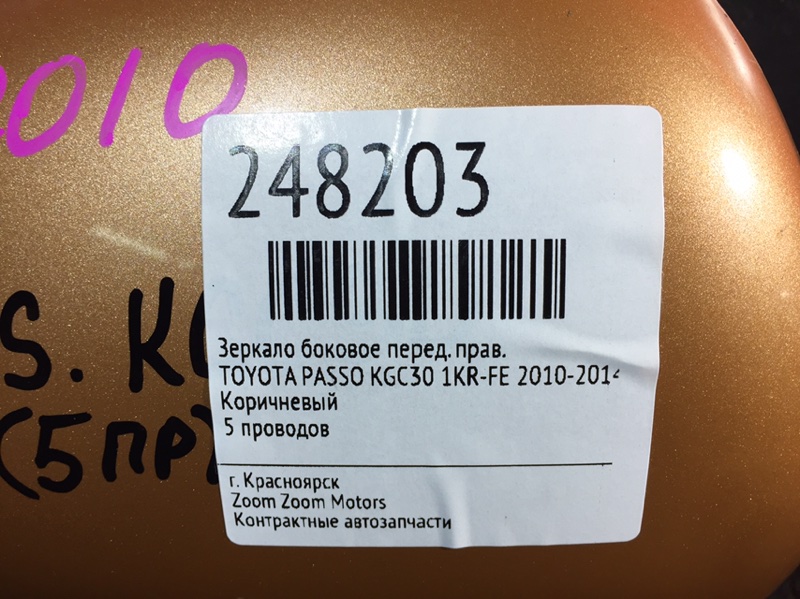 2010
248203
Зеркало боковое перед. прав.
TOYOTA PASSO KGC30 1KR-FE 2010-2014
Коричневый
5 проводов
г. Красноярск
Zoom Zoom Motors
Контрактные автозапчасти
S. K
(5пр)